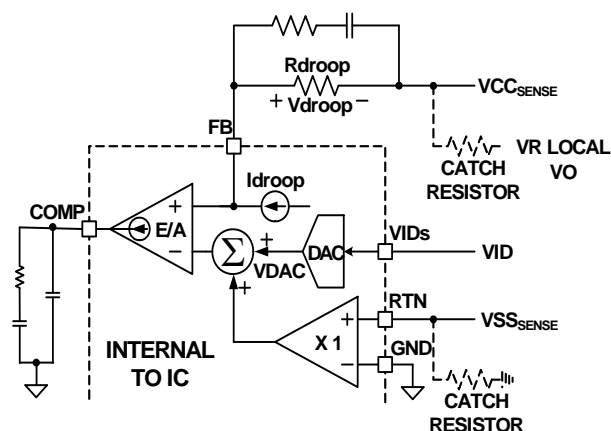 Rdroop
+ Vdroop −
VCCSENSE
FB
CATCH
RESISTOR
VR LOCAL
VO
Idroop
COMP
E/A
+
−
Σ
+
+
VDAC
DAC
VIDs
VID
RTN
VSSSENSE
X 1
+
−
GND
INTERNAL
TO IC
CATCH
RESISTOR